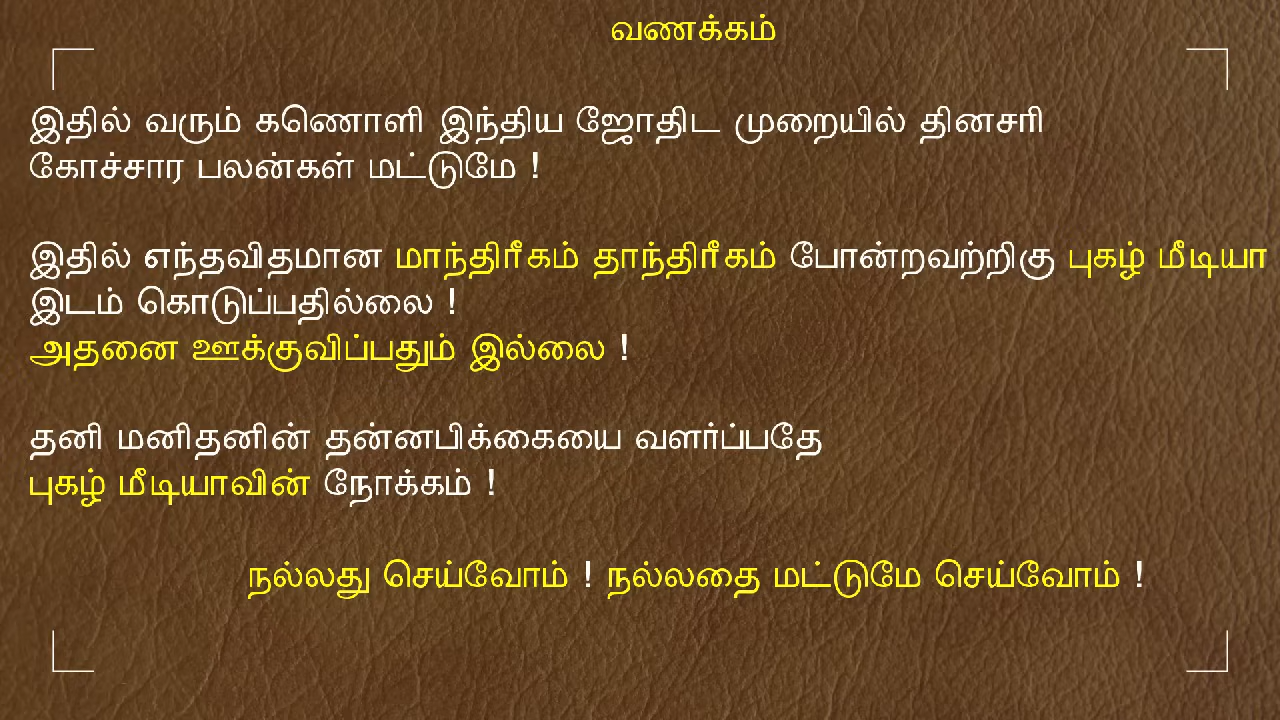 வணக்கம்
இதில் வரும் கணொளி இந்திய ஜோதிட முறையில் தினசரி
கோச்சார பலன்கள் மட்டுமே !
இதில் எந்தவிதமான மாந்திரீகம் தாந்திரீகம் போன்றவற்றிகு புகழ் மீடியா
இடம் கொடுப்பதில்லை !
அதனை ஊக்குவிப்பதும் இல்லை !
தனி மனிதனின் தன்னபிக்கையை வளர்ப்பதே
புகழ் மீடியாவின் நோக்கம் !
நல்லது செய்வோம் ! நல்லதை மட்டுமே செய்வோம் !